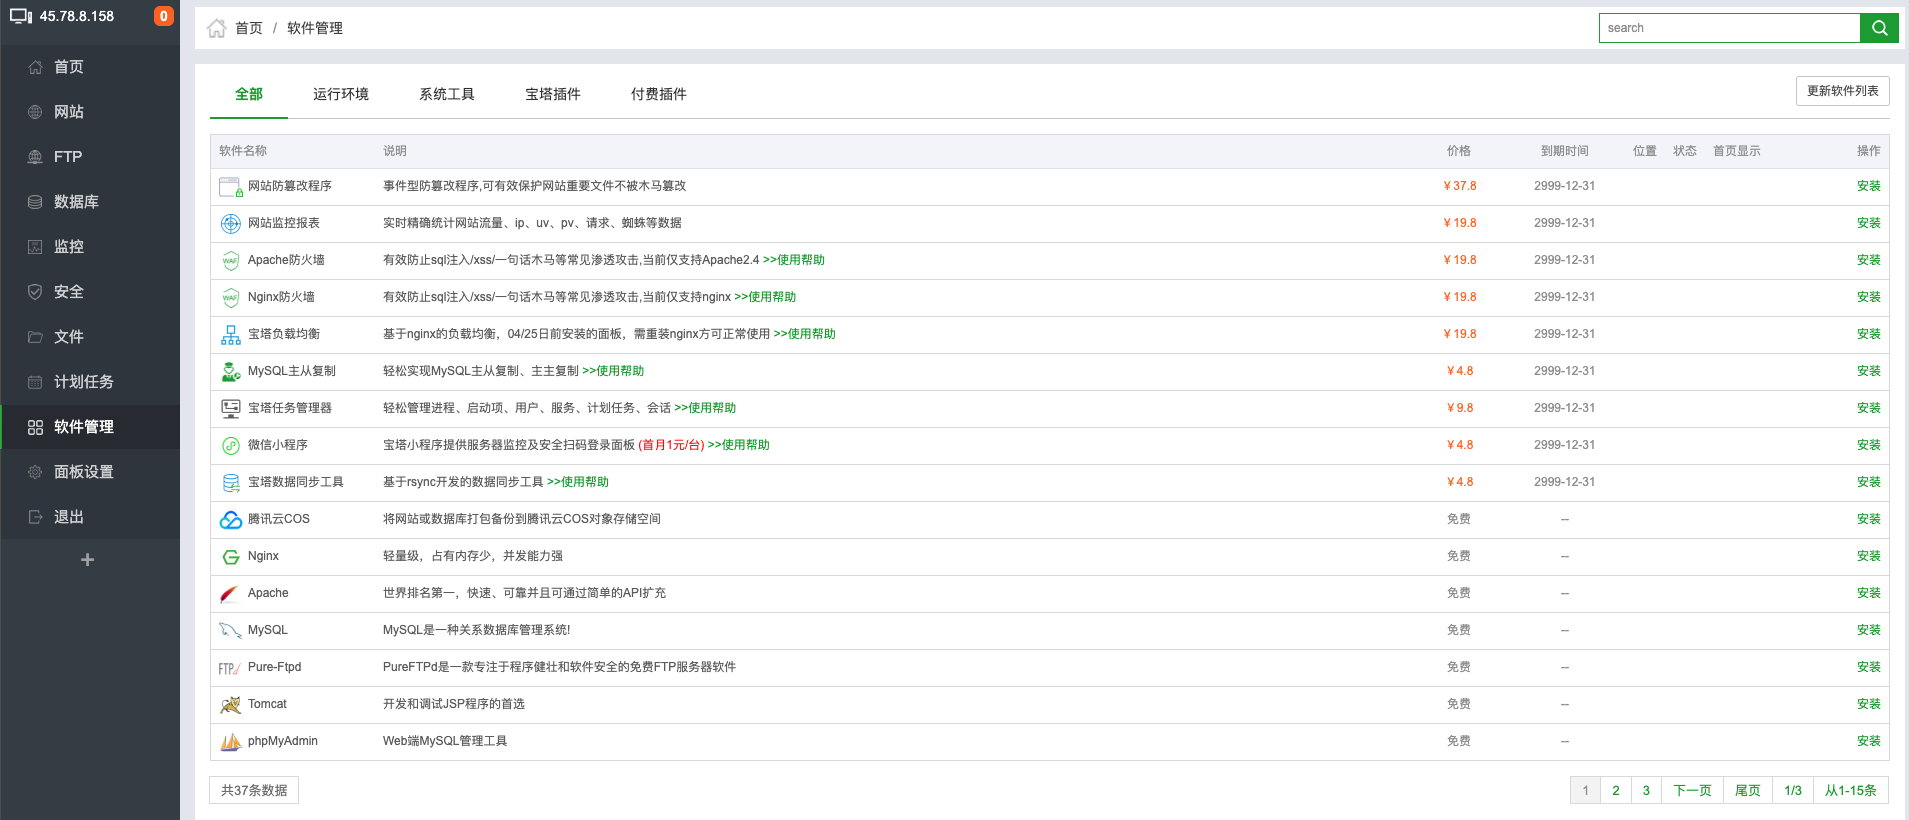 45.78.8.158 0
首页
网站
FTP
数据库
监控
安全
文件
计划任务
软件管理
面板设置
退出
+
首页 / 软件管理
search
全部 运行环境 系统工具 宝塔插件 付费插件 更新软件列表
软件名称 说明 价格 到期时间 位置 状态 首页显示 操作
网站防篡改程序 事件型防篡改程序,可有效保护网站重要文件不被木马篡改 ¥37.8 2999-12-31 安装
网站监控报表 实时精确统计网站流量、ip、uv、pv、请求、蜘蛛等数据 ¥19.8 2999-12-31 安装
WAF Apache防火墙 有效防止sql注入/xss/一句话木马等常见渗透攻击,当前仅支持Apache2.4 >>使用帮助 ¥19.8 2999-12-31 安装
WAF Nginx防火墙 有效防止sql注入/xss/一句话木马等常见渗透攻击,当前仅支持nginx >>使用帮助 ¥19.8 2999-12-31 安装
宝塔负载均衡 基于nginx的负载均衡，04/25日前安装的面板，需重装nginx方可正常使用 >>使用帮助 ¥19.8 2999-12-31 安装
MySQL主从复制 轻松实现MySQL主从复制、主主复制 >>使用帮助 ¥4.8 2999-12-31 安装
宝塔任务管理器 轻松管理进程、启动项、用户、服务、计划任务、会话 >>使用帮助 ¥9.8 2999-12-31 安装
微信小程序 宝塔小程序提供服务器监控及安全扫码登录面板 (首月1元/台) >>使用帮助 ¥4.8 2999-12-31 安装
宝塔数据同步工具 基于rsync开发的数据同步工具 >>使用帮助 ¥4.8 2999-12-31 安装
腾讯云COS 将网站或数据库打包备份到腾讯云COS对象存储空间 免费 -- 安装
Nginx 轻量级，占有内存少，并发能力强 免费 -- 安装
Apache 世界排名第一，快速、可靠并且可通过简单的API扩充 免费 -- 安装
MySQL MySQL是一种关系数据库管理系统! 免费 -- 安装
FTPd Pure-Ftpd PureFTPd是一款专注于程序健壮和软件安全的免费FTP服务器软件 免费 -- 安装
Tomcat 开发和调试JSP程序的首选 免费 -- 安装
phpMyAdmin Web端MySQL管理工具 免费 -- 安装
共37条数据 1 2 3 下一页 尾页 1/3 从1-15条